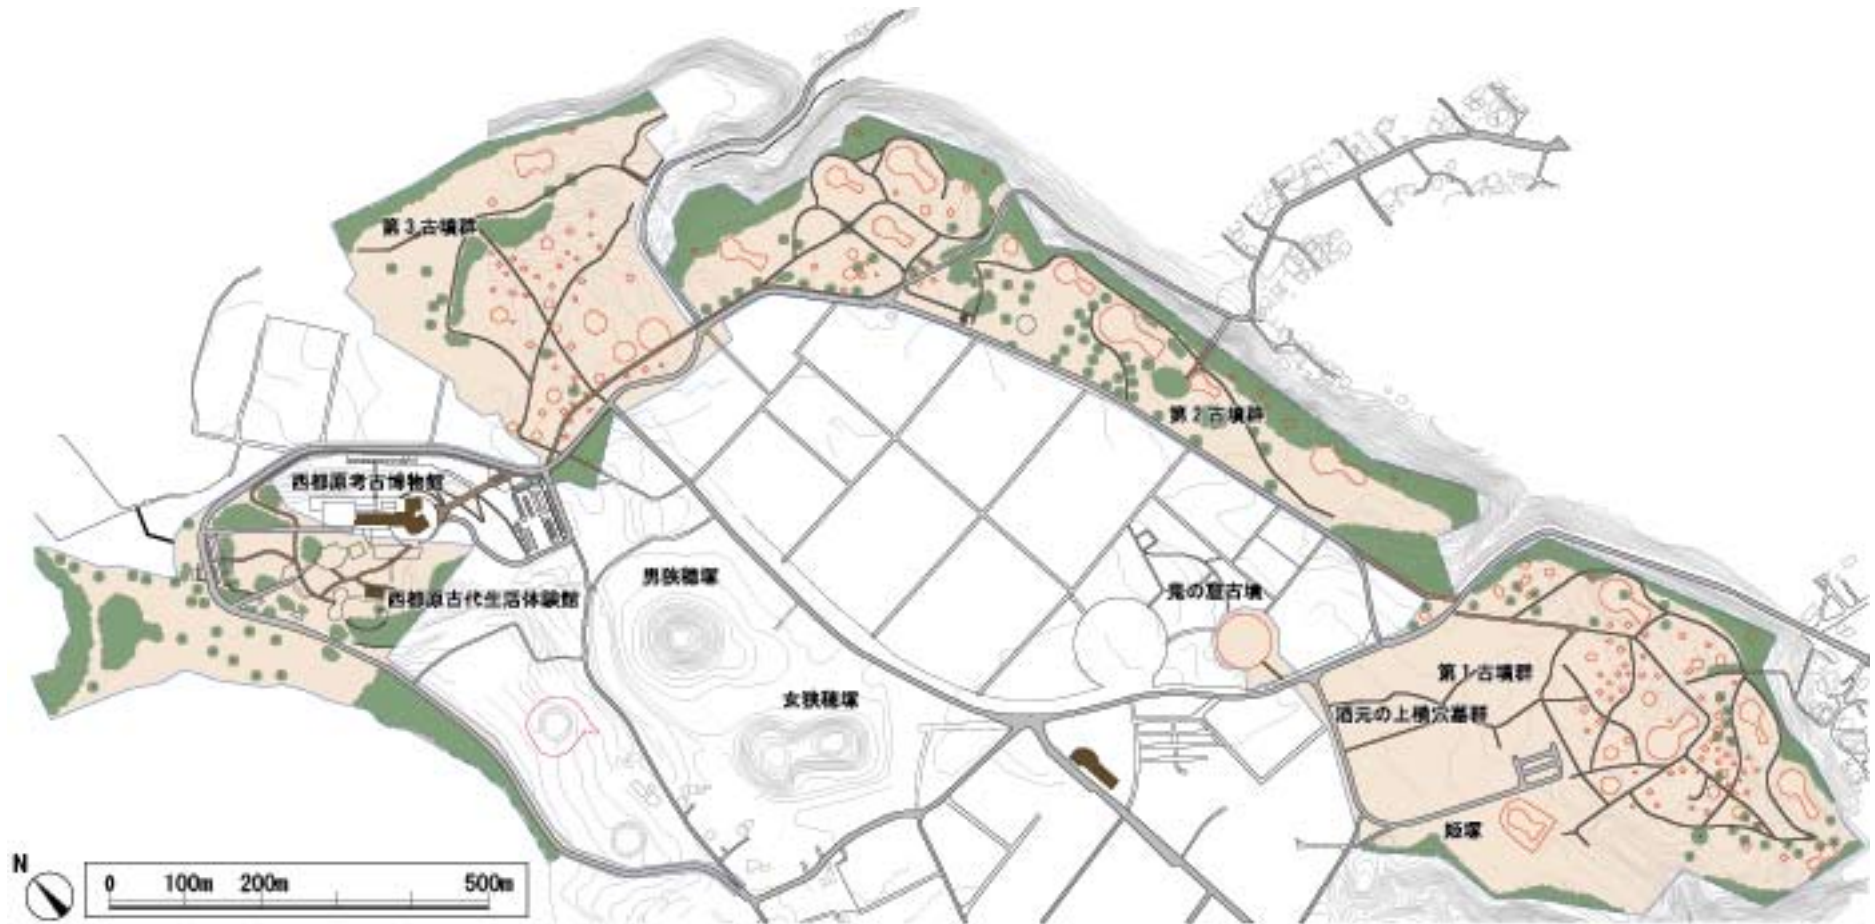 第3古墳群
第2古墳群
西都原考古博物館
男狭穂塚
鬼の窟古墳
西都原古代生活体験館
第1古墳群
女狭穂塚
酒元の上横穴墓群
姫塚
N
0 100m 200m 500m